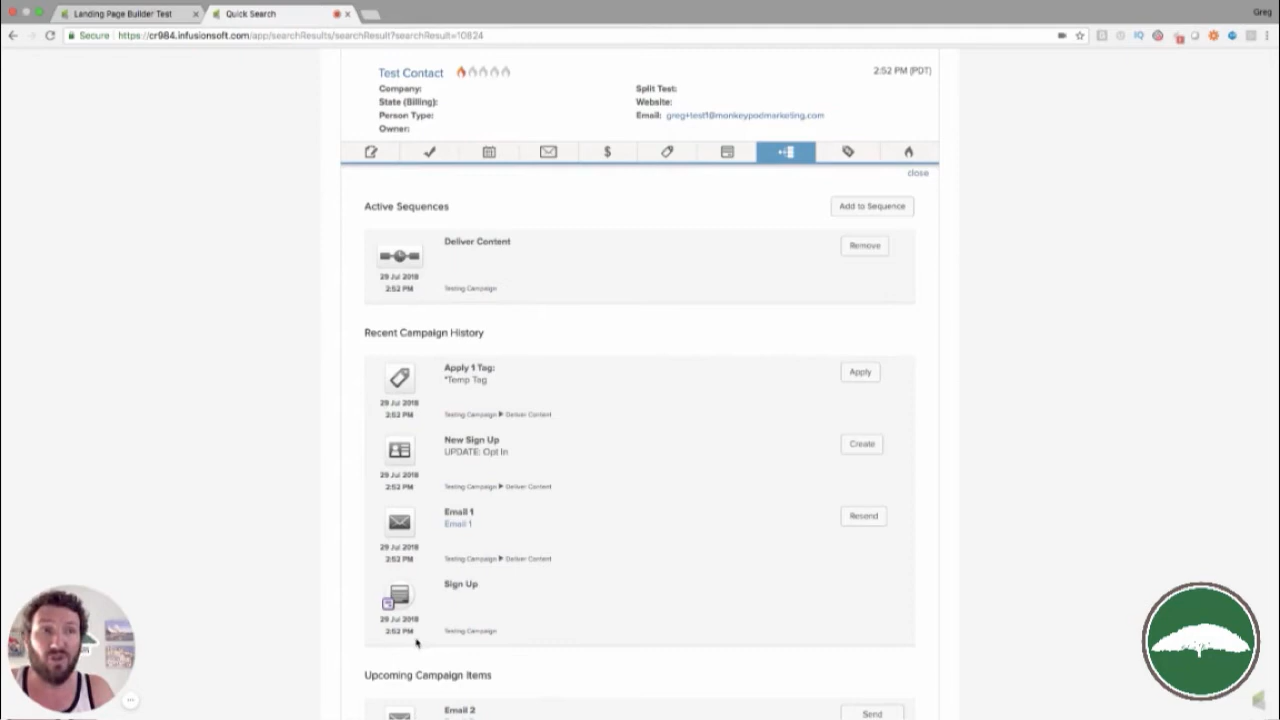 Landing Page Builder Test
Quick Search
Greg
Secure
https://cr984.infusionsoft.com/app/searchResults/searchResult?searchResult=10824
Test Contact
2:52 PM (PDT)
Company:
Split Test:
State (Billing):
Website:
Person Type:
Email: greg+test1@monkeypodmarketing.com
Owner:
$
close
Active Sequences
Add to Sequence
Deliver Content
Remove
29 Jul 2018
2:52 PM
Testing Campaign
Recent Campaign History
Apply 1 Tag:
Apply
*Temp Tag
29 Jul 2018
2:52 PM
Testing Campaign ▶ Deliver Content
New Sign Up
Create
UPDATE: Opt In
29 Jul 2018
2:52 PM
Testing Campaign ▶ Deliver Content
Email 1
Resend
Email 1
29 Jul 2018
2:52 PM
Testing Campaign ▶ Deliver Content
Sign Up
29 Jul 2018
2:52 PM
Testing Campaign
Upcoming Campaign Items
Email 2
Send